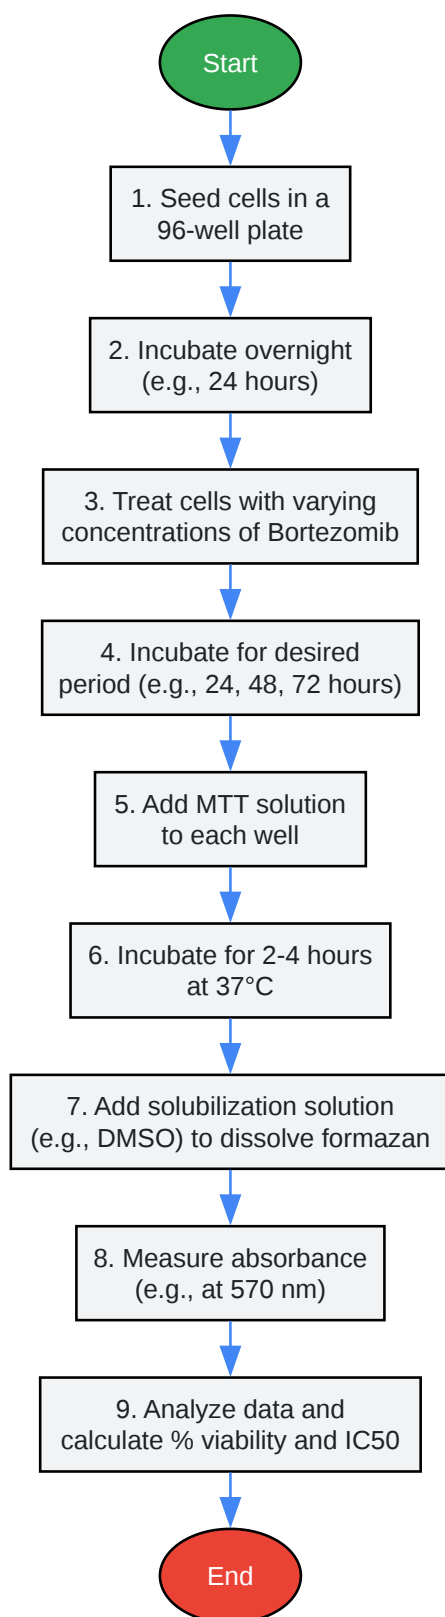 Start
1. Seed cells in a
96-well plate
2. Incubate overnight
(e.g., 24 hours)
3. Treat cells with varying
concentrations of Bortezomib
4. Incubate for desired
period (e.g., 24, 48, 72 hours)
5. Add MTT solution
to each well
6. Incubate for 2-4 hours
at 37°C
7. Add solubilization solution
(e.g., DMSO) to dissolve formazan
8. Measure absorbance
(e.g., at 570 nm)
9. Analyze data and
calculate % viability and IC50
End